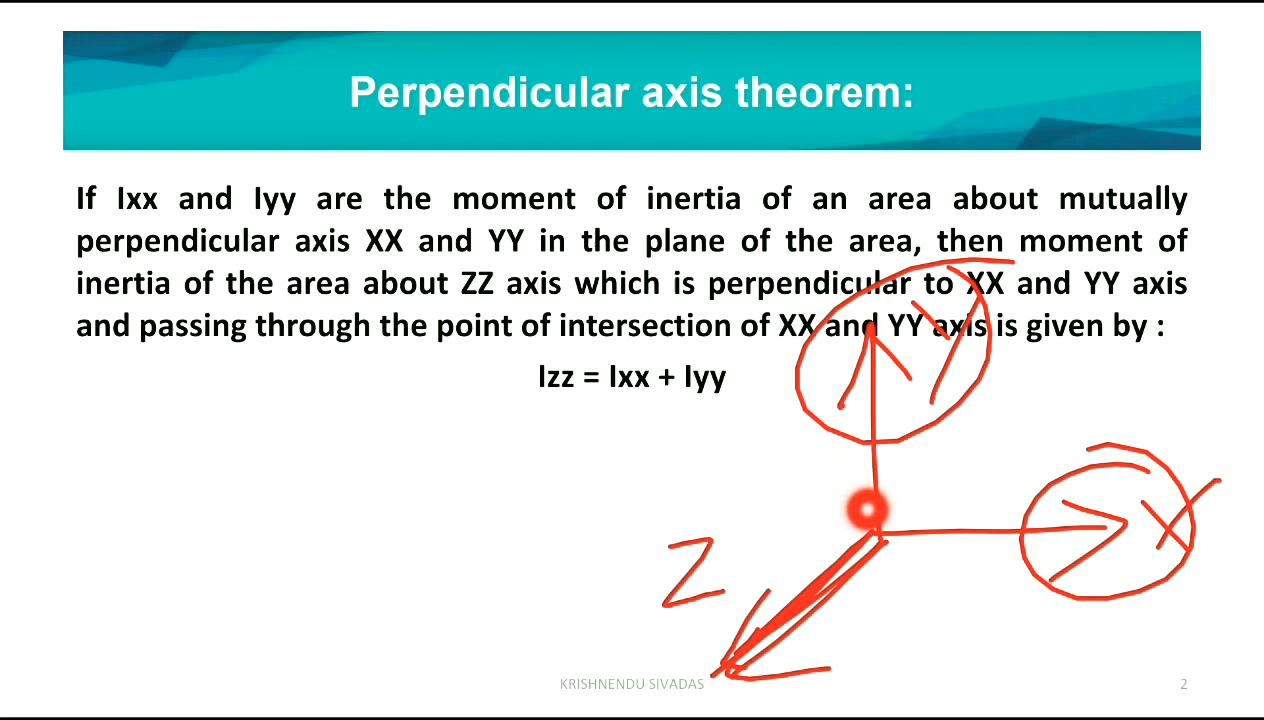 Perpendicular axis theorem:
If Ixx and Iyy are the moment of inertia of an area about mutually
perpendicular axis XX and YY in the plane of the area, then moment of
inertia of the area about ZZ axis which is perpendicular to XX and YY axis
and passing through the point of intersection of XX and YY axis is given by :
Izz = Ixx + Iyy
Y
X
Z
KRISHNENDU SIVADAS
2